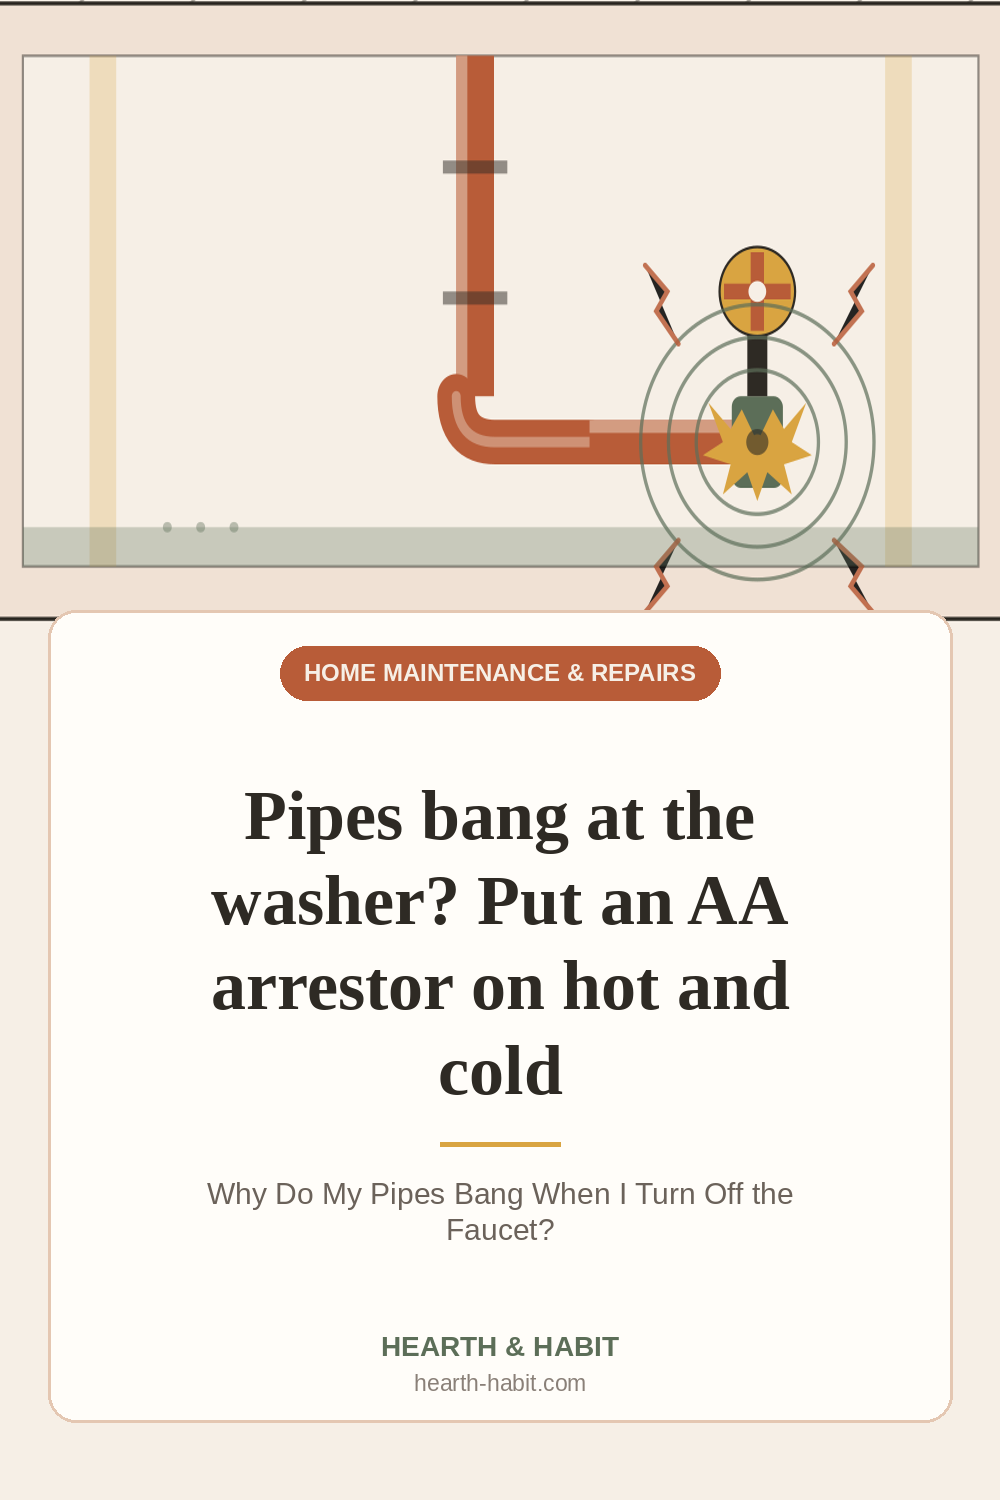 HOME MAINTENANCE & REPAIRS
Pipes bang at the
washer? Put an AA
arrestor on hot and
cold
Why Do My Pipes Bang When I Turn Off the
Faucet?
HEARTH & HABIT
hearth-habit.com